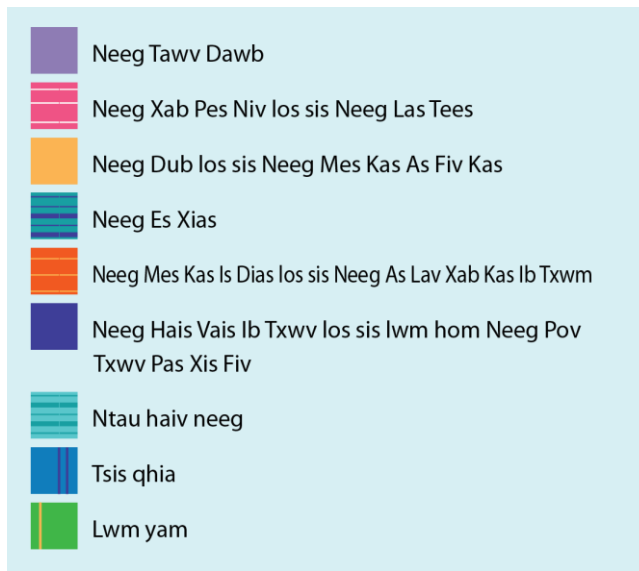 Neeg Tawv Dawb
Neeg Xab Pes Niv los sis Neeg Las Tees
Neeg Dub los sis Neeg Mes Kas As Fiv Kas
Neeg Es Xias
Neeg Mes Kas Is Dias los sis Neeg As Lav Xab Kas Ib Txwm
Neeg Hais Vais Ib Txwv los sis lwm hom Neeg Pov
Txwv Pas Xis Fiv
Ntau haiv neeg
Tsis qhia
Lwm yam